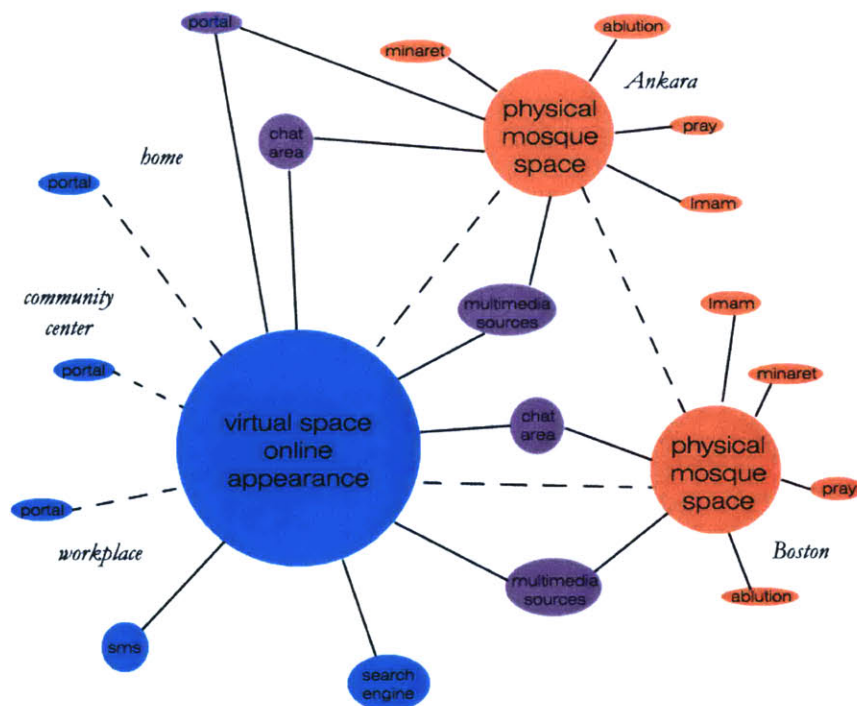 portal
ablution
minaret
Ankara
physical
mosque
space
chat
area
pray
home
portal
Imam
community
center
multimedia
sources
Imam
portal
minaret
virtual space
online
appearance
chat
area
physical
mosque
space
pray
portal
workplace
Boston
multimedia
sources
ablution
sms
search
engine